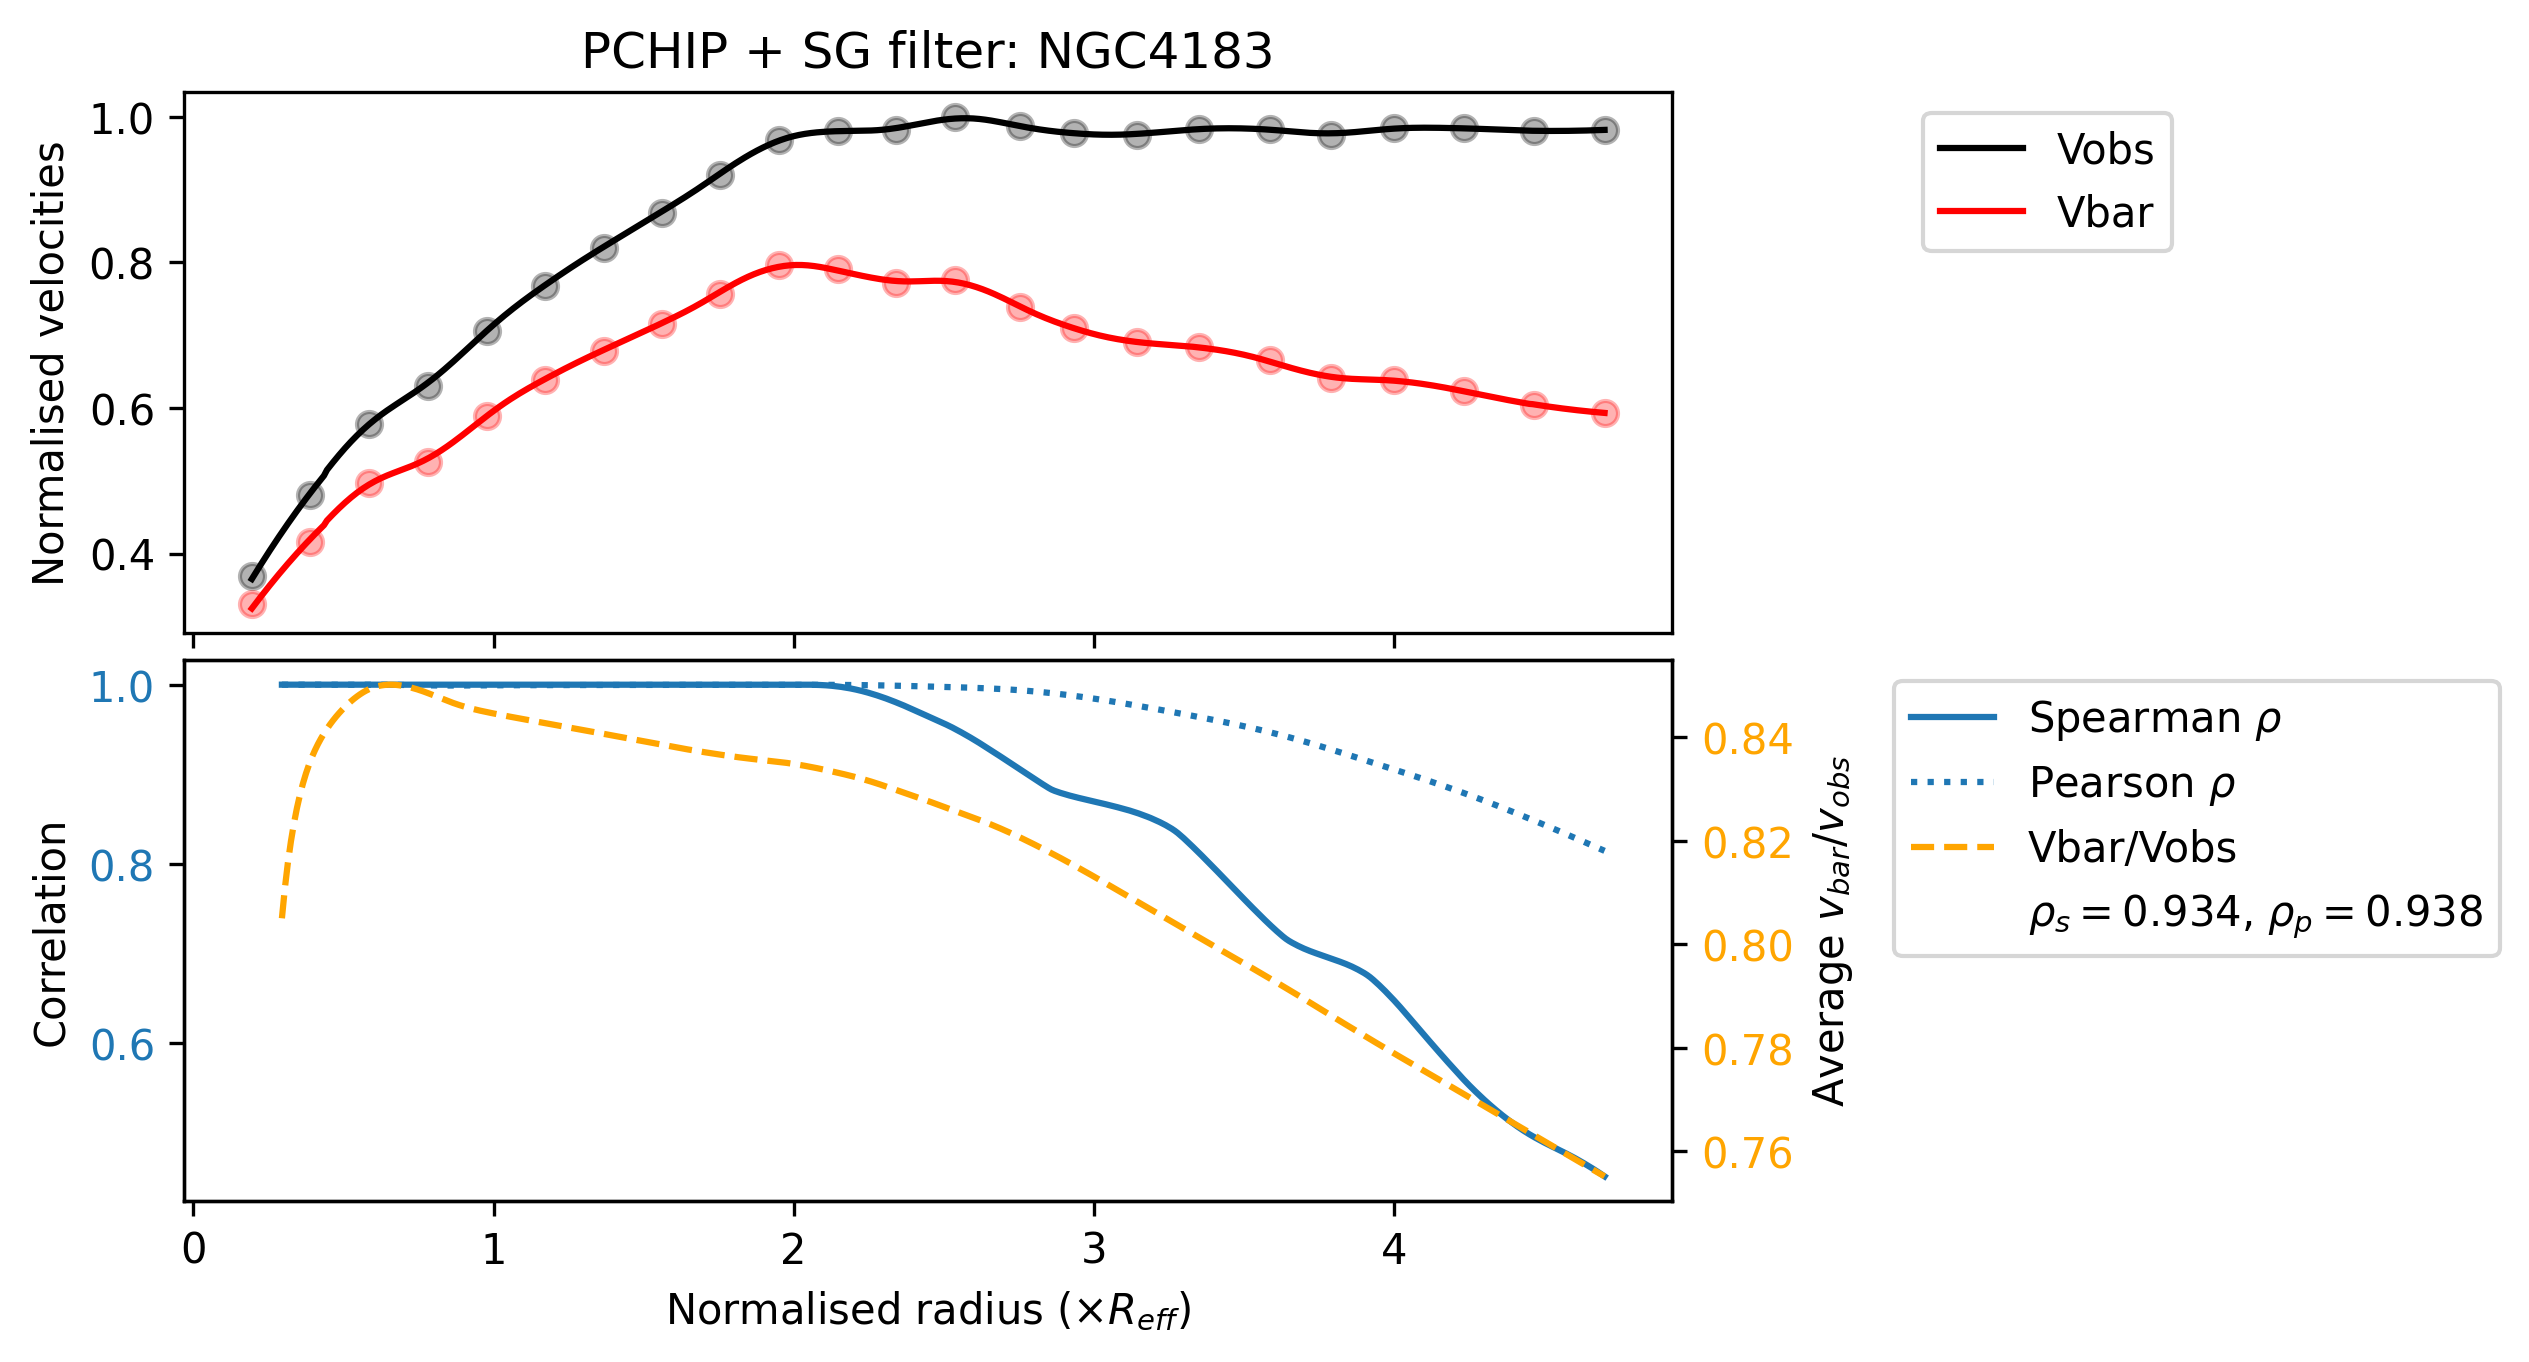 PCHIP + SG filter: NGC4183
Normalised velocities
1.0
0.8
0.6
0.4
Vobs
Vbar
Correlation
1.0
0.8
0.6
0.84
0.82
0.80
0.78
0.76
Average v_bar/v_obs
Spearman ρ
Pearson ρ
Vbar/Vobs
ρ_s = 0.934, ρ_p = 0.938
0 1 2 3 4
Normalised radius (×R_eff)